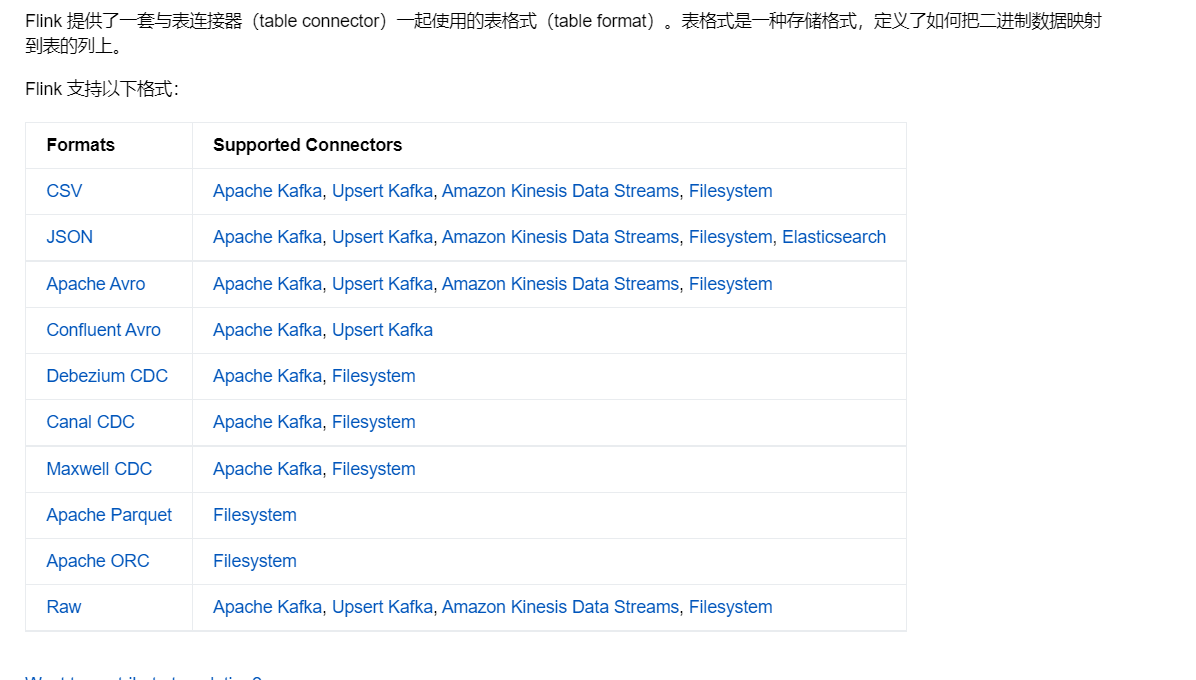 Flink 提供了一套与表连接器（table connector）一起使用的表格式（table format）。表格式是一种存储格式，定义了如何把二进制数据映射
到表的列上。
Flink 支持以下格式：
Formats Supported Connectors
CSV Apache Kafka, Upsert Kafka, Amazon Kinesis Data Streams, Filesystem
JSON Apache Kafka, Upsert Kafka, Amazon Kinesis Data Streams, Filesystem, Elasticsearch
Apache Avro Apache Kafka, Upsert Kafka, Amazon Kinesis Data Streams, Filesystem
Confluent Avro Apache Kafka, Upsert Kafka
Debezium CDC Apache Kafka, Filesystem
Canal CDC Apache Kafka, Filesystem
Maxwell CDC Apache Kafka, Filesystem
Apache Parquet Filesystem
Apache ORC Filesystem
Raw Apache Kafka, Upsert Kafka, Amazon Kinesis Data Streams, Filesystem